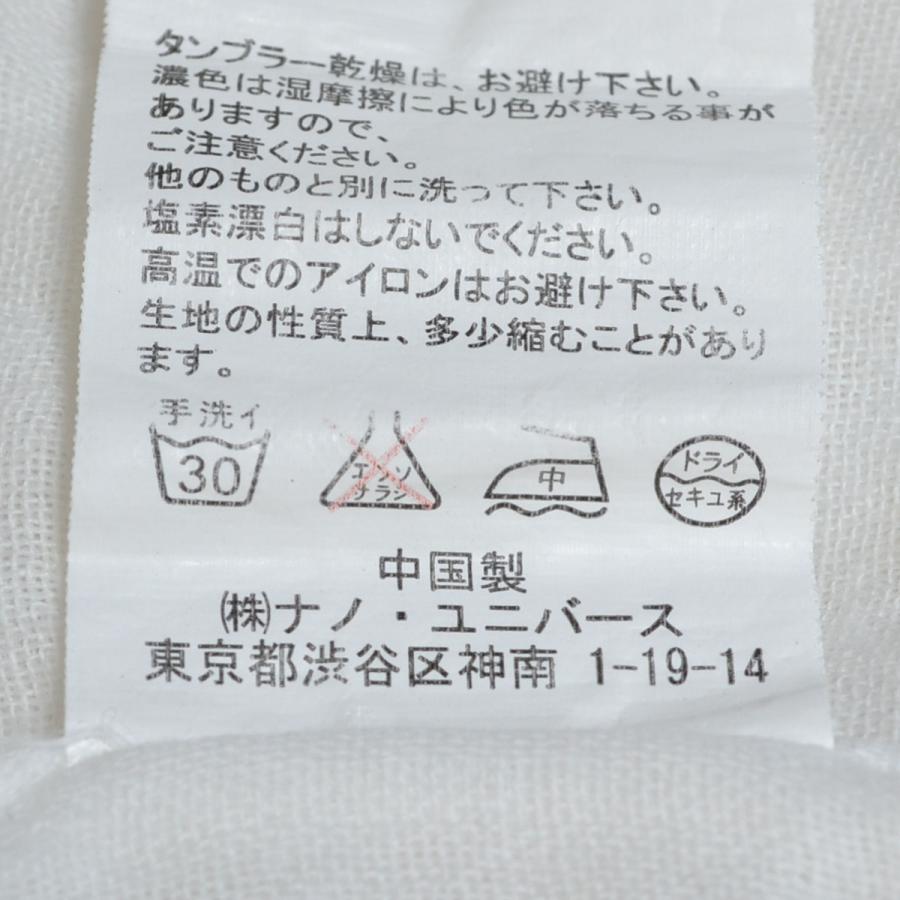 タンブラー乾燥は、お避け下さい。
濃色は湿摩擦により色が落ちる事が
ありますので、
ご注意ください。
他のものと別に洗って下さい。
塩素漂白はしないでください。
高温でのアイロンはお避け下さい。
生地の性質上、多少縮むことがあり
ます。
手洗イ
30
エンソ
サラシ
中
ドライ
セキユ系
中国製
㈱ナノ・ユニバース
東京都渋谷区神南 1-19-14